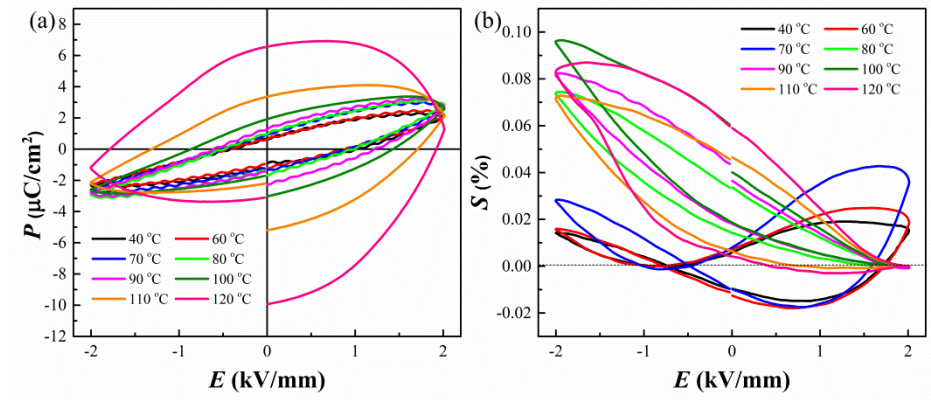 (a)
P (μC/cm²)
8
6
4
2
0
-2
-4
-6
-8
-10
-12
40 °C 60 °C
70 °C 80 °C
90 °C 100 °C
110 °C 120 °C
-2 -1 0 1 2
E (kV/mm)
(b)
S (%)
0.10
0.08
0.06
0.04
0.02
0.00
-0.02
40 °C 60 °C
70 °C 80 °C
90 °C 100 °C
110 °C 120 °C
-2 -1 0 1 2
E (kV/mm)